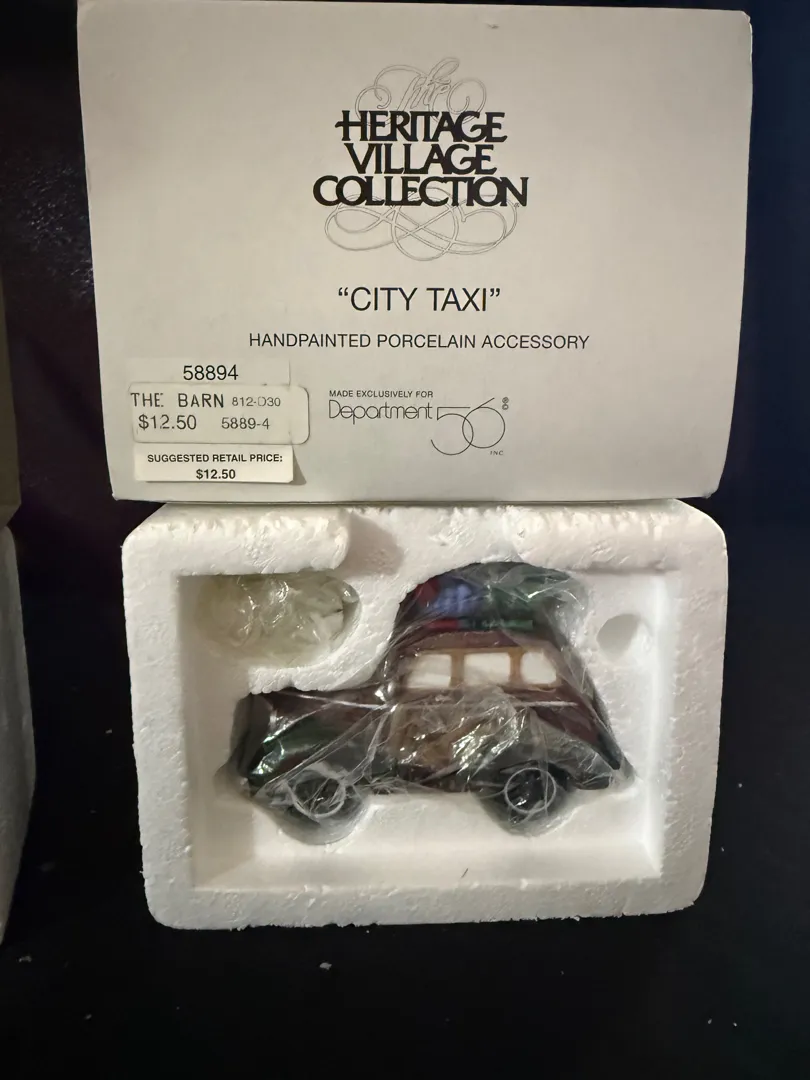 The
HERITAGE
VILLAGE
COLLECTION®
“CITY TAXI”
HANDPAINTED PORCELAIN ACCESSORY
58894
THE BARN 812-D30
$12.50 5889-4
SUGGESTED RETAIL PRICE:
$12.50
MADE EXCLUSIVELY FOR
Department 56 ®©
INC